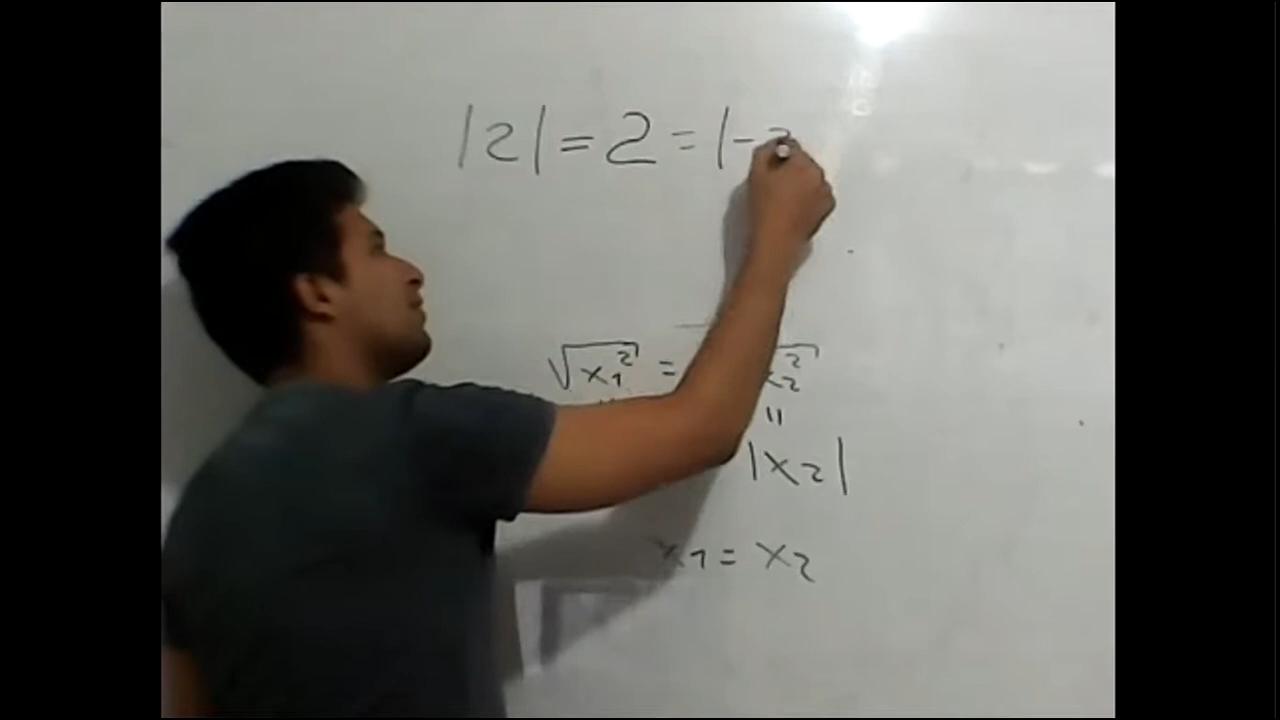 |2| = 2 = |-2
√x₁² = x₂²
" "
|x₂|
x₁ = x₂